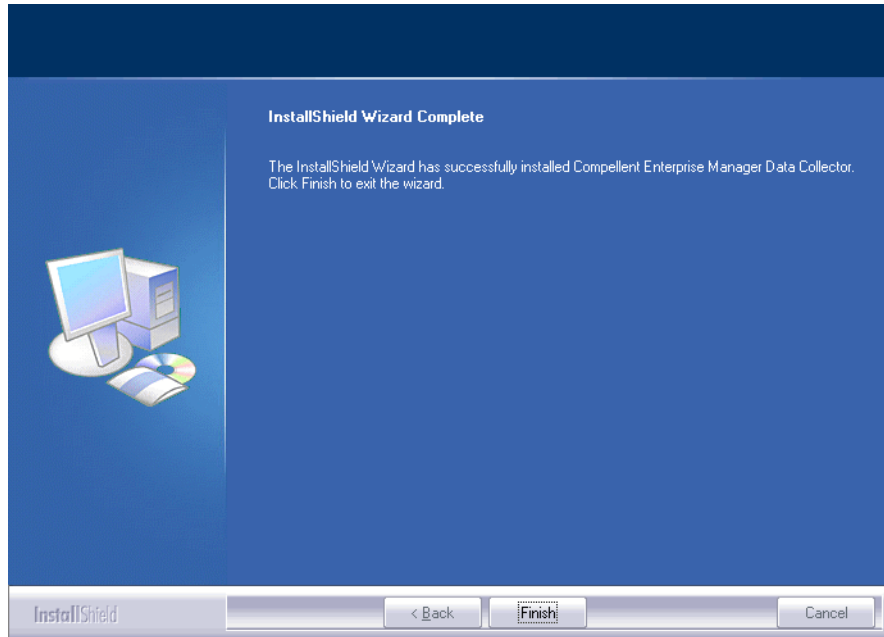 InstallShield Wizard Complete
The InstallShield Wizard has successfully installed Compellent Enterprise Manager Data Collector.
Click Finish to exit the wizard.
InstallShield
< Back
Finish
Cancel